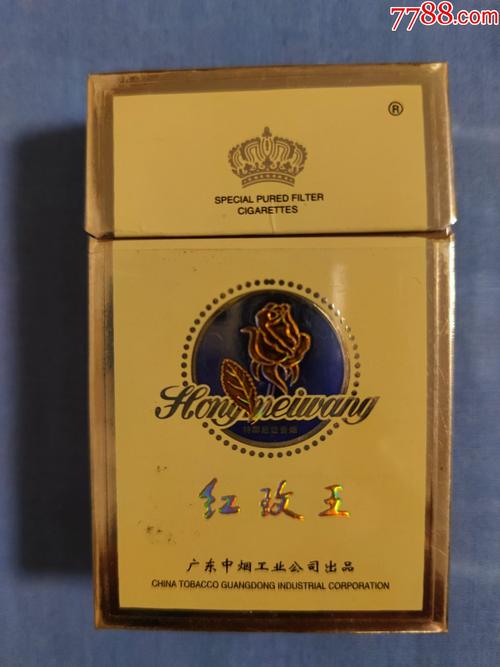 7788.com
®
SPECIAL PURED FILTER
CIGARETTES
Hongmeiwang
红玫王
广东中烟工业公司出品
CHINA TOBACCO GUANGDONG INDUSTRIAL CORPORATION